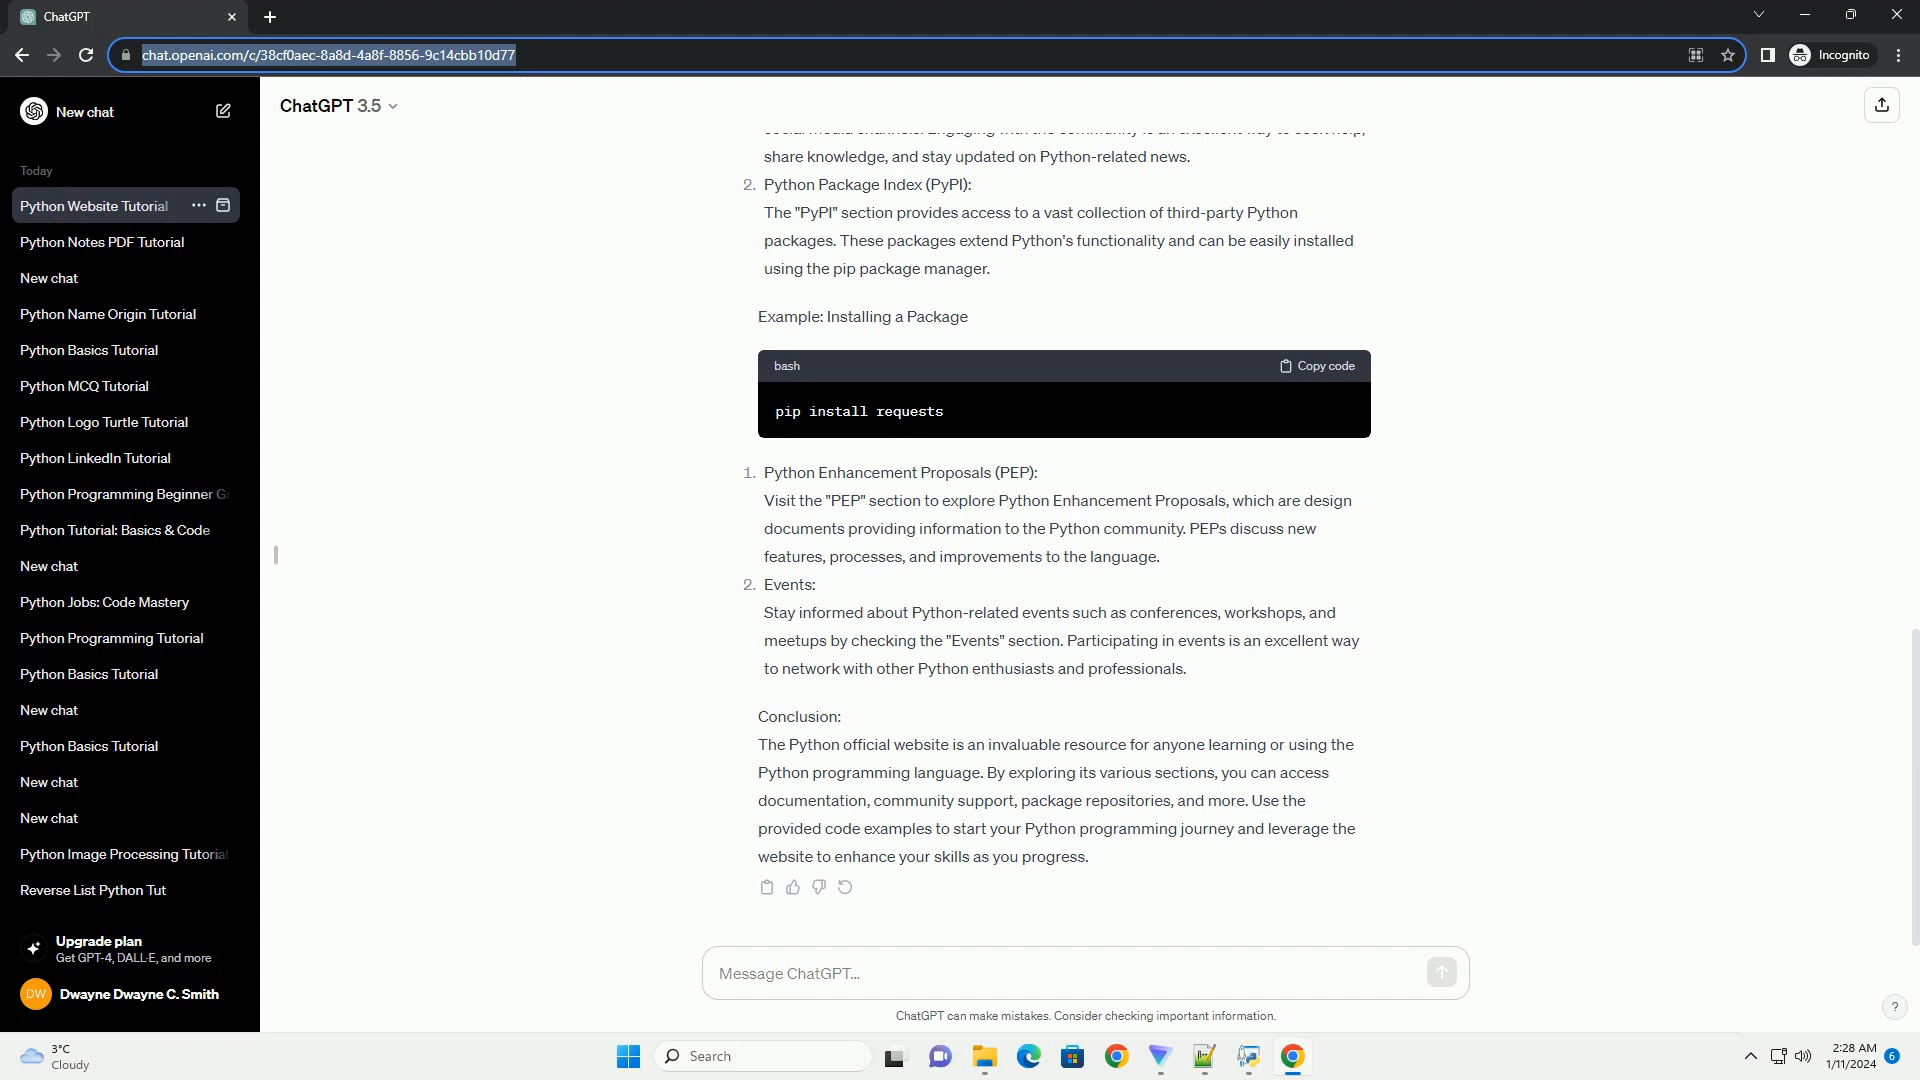 ChatGPT
chat.openai.com/c/38cf0aec-8a8d-4a8f-8856-9c14cbb10d77
Incognito
New chat
Today
Python Website Tutorial
Python Notes PDF Tutorial
New chat
Python Name Origin Tutorial
Python Basics Tutorial
Python MCQ Tutorial
Python Logo Turtle Tutorial
Python LinkedIn Tutorial
Python Programming Beginner G
Python Tutorial: Basics & Code
New chat
Python Jobs: Code Mastery
Python Programming Tutorial
Python Basics Tutorial
New chat
Python Basics Tutorial
New chat
New chat
Python Image Processing Tutorial
Reverse List Python Tut
Upgrade plan
Get GPT-4, DALL·E, and more
DW
Dwayne Dwayne C. Smith
ChatGPT 3.5
share knowledge, and stay updated on Python-related news.
2. Python Package Index (PyPI):
The "PyPI" section provides access to a vast collection of third-party Python
packages. These packages extend Python's functionality and can be easily installed
using the pip package manager.
Example: Installing a Package
bash
Copy code
pip install requests
1. Python Enhancement Proposals (PEP):
Visit the "PEP" section to explore Python Enhancement Proposals, which are design
documents providing information to the Python community. PEPs discuss new
features, processes, and improvements to the language.
2. Events:
Stay informed about Python-related events such as conferences, workshops, and
meetups by checking the "Events" section. Participating in events is an excellent way
to network with other Python enthusiasts and professionals.
Conclusion:
The Python official website is an invaluable resource for anyone learning or using the
Python programming language. By exploring its various sections, you can access
documentation, community support, package repositories, and more. Use the
provided code examples to start your Python programming journey and leverage the
website to enhance your skills as you progress.
Message ChatGPT...
ChatGPT can make mistakes. Consider checking important information.
?
3°C
Cloudy
Search
2:28 AM
1/11/2024
6